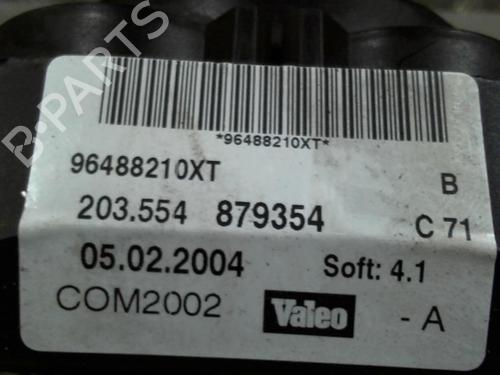 B-PARTS
*96488210XT*
96488210XT B
203.554 879354 C 71
05.02.2004 Soft: 4.1
COM2002 Valeo - A